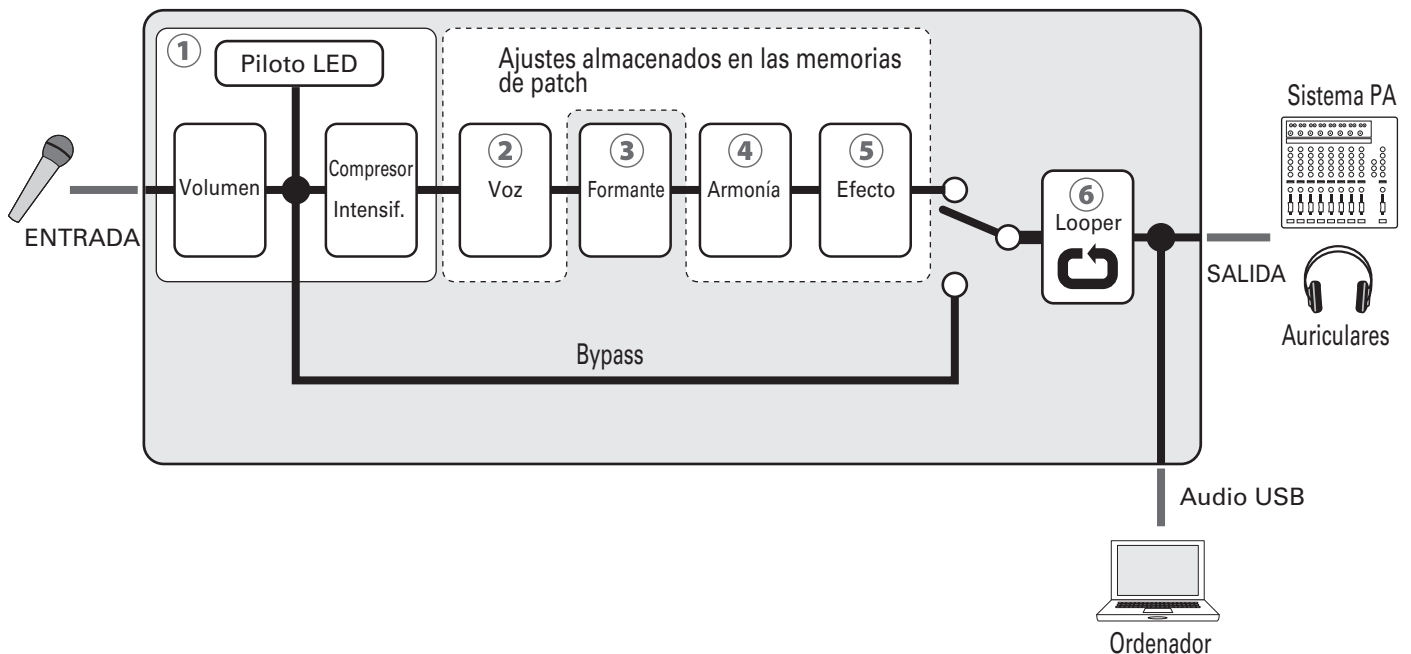 ①
Piloto LED
Ajustes almacenados en las memorias
de patch
Sistema PA
Volumen
Compresor
Intensif.
②
Voz
③
Formante
④
Armonía
⑤
Efecto
⑥
Looper
ENTRADA
SALIDA
Auriculares
Bypass
Audio USB
Ordenador